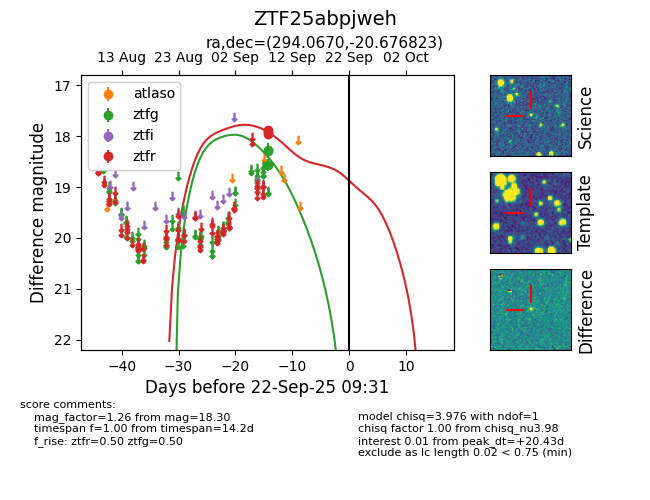 ZTF25abpjweh
ra,dec=(294.0670,-20.676823)
13 Aug 23 Aug 02 Sep 12 Sep 22 Sep 02 Oct
17
18
19
20
21
22
Difference magnitude
atlaso
ztfg
ztfi
ztfr
−40 −30 −20 −10 0 10
Days before 22-Sep-25 09:31
Science
Template
Difference
score comments:
mag_factor=1.26 from mag=18.30
timespan f=1.00 from timespan=14.2d
f_rise: ztfr=0.50 ztfg=0.50
model chisq=3.976 with ndof=1
chisq factor 1.00 from chisq_nu3.98
interest 0.01 from peak_dt=+20.43d
exclude as lc length 0.02 < 0.75 (min)